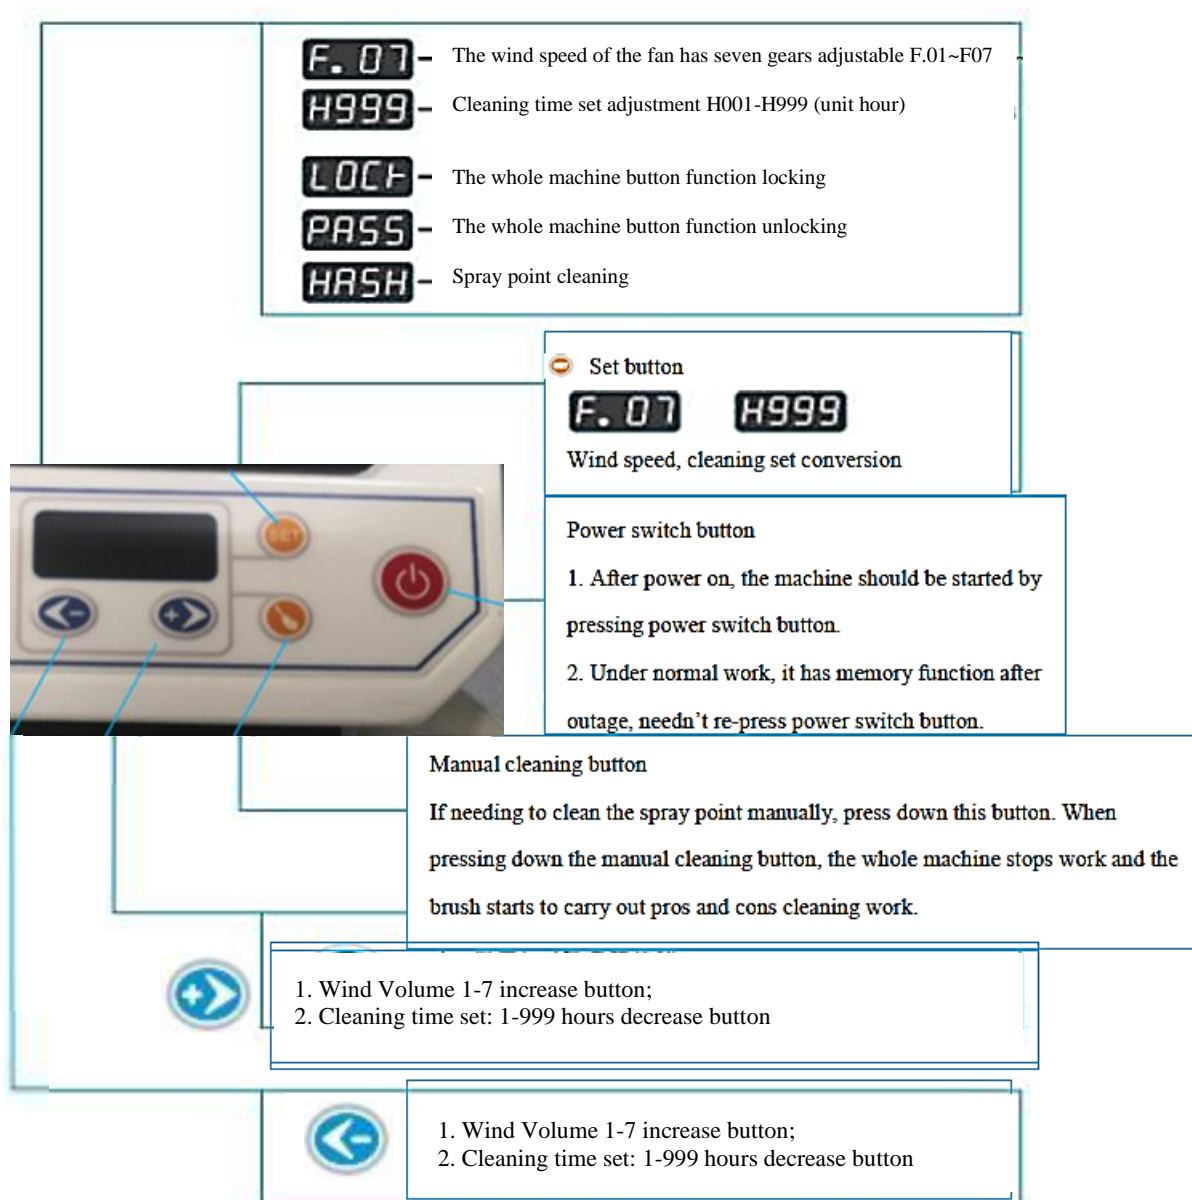 F.07
The wind speed of the fan has seven gears adjustable F.01~F07
H999
Cleaning time set adjustment H001-H999 (unit hour)
LOCK
The whole machine button function locking
PASS
The whole machine button function unlocking
HASH
Spray point cleaning
Set button
F.07 H999
Wind speed, cleaning set conversion
SET
Power switch button
1. After power on, the machine should be started by
pressing power switch button.
2. Under normal work, it has memory function after
outage, needn't re-press power switch button.
Manual cleaning button
If needing to clean the spray point manually, press down this button. When
pressing down the manual cleaning button, the whole machine stops work and the
brush starts to carry out pros and cons cleaning work.
1. Wind Volume 1-7 increase button;
2. Cleaning time set: 1-999 hours decrease button
1. Wind Volume 1-7 increase button;
2. Cleaning time set: 1-999 hours decrease button